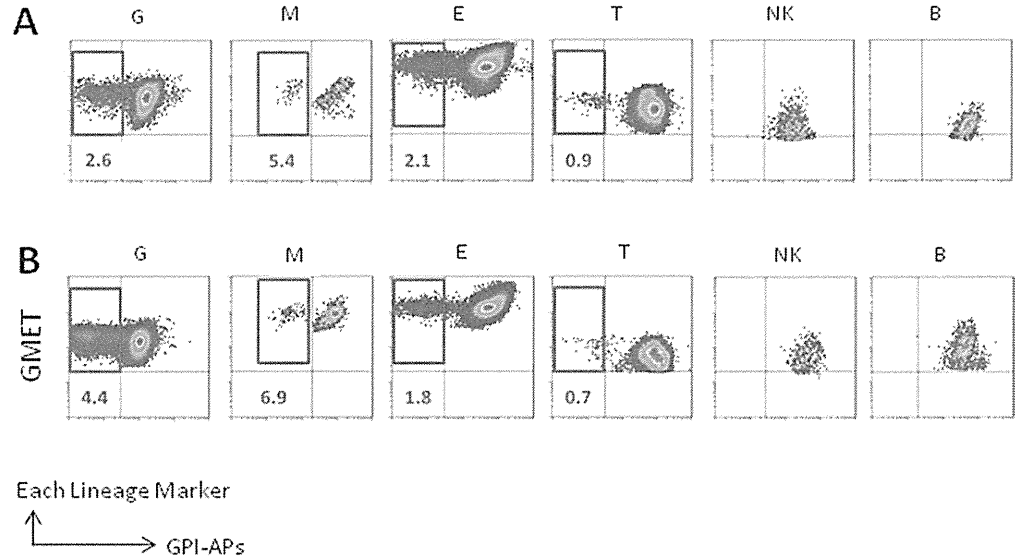 A
G M E T NK B
2.6 5.4 2.1 0.9
B
G M E T NK B
GMET
4.4 6.9 1.8 0.7
Each Lineage Marker
GPI-APs